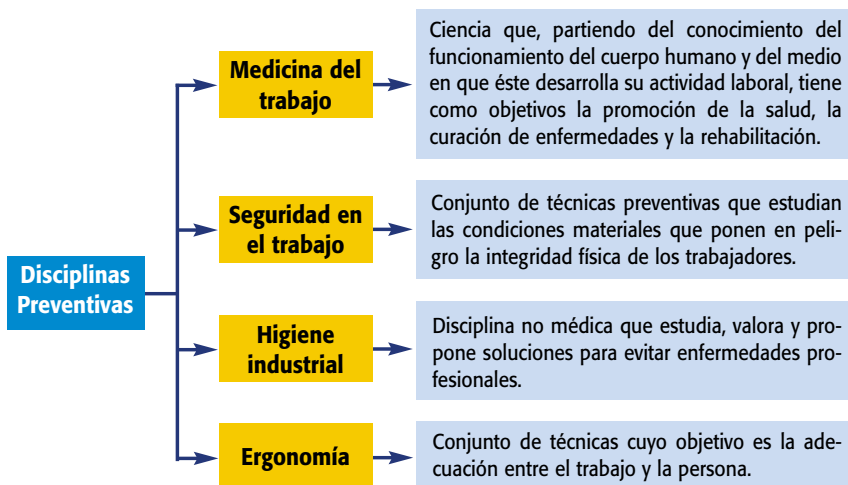 Disciplinas
Preventivas
Medicina del
trabajo
Ciencia que, partiendo del conocimiento del
funcionamiento del cuerpo humano y del medio
en que éste desarrolla su actividad laboral, tiene
como objetivos la promoción de la salud, la
curación de enfermedades y la rehabilitación.
Seguridad en
el trabajo
Conjunto de técnicas preventivas que estudian
las condiciones materiales que ponen en peli-
gro la integridad física de los trabajadores.
Higiene
industrial
Disciplina no médica que estudia, valora y pro-
pone soluciones para evitar enfermedades pro-
fesionales.
Ergonomía
Conjunto de técnicas cuyo objetivo es la ade-
cuación entre el trabajo y la persona.